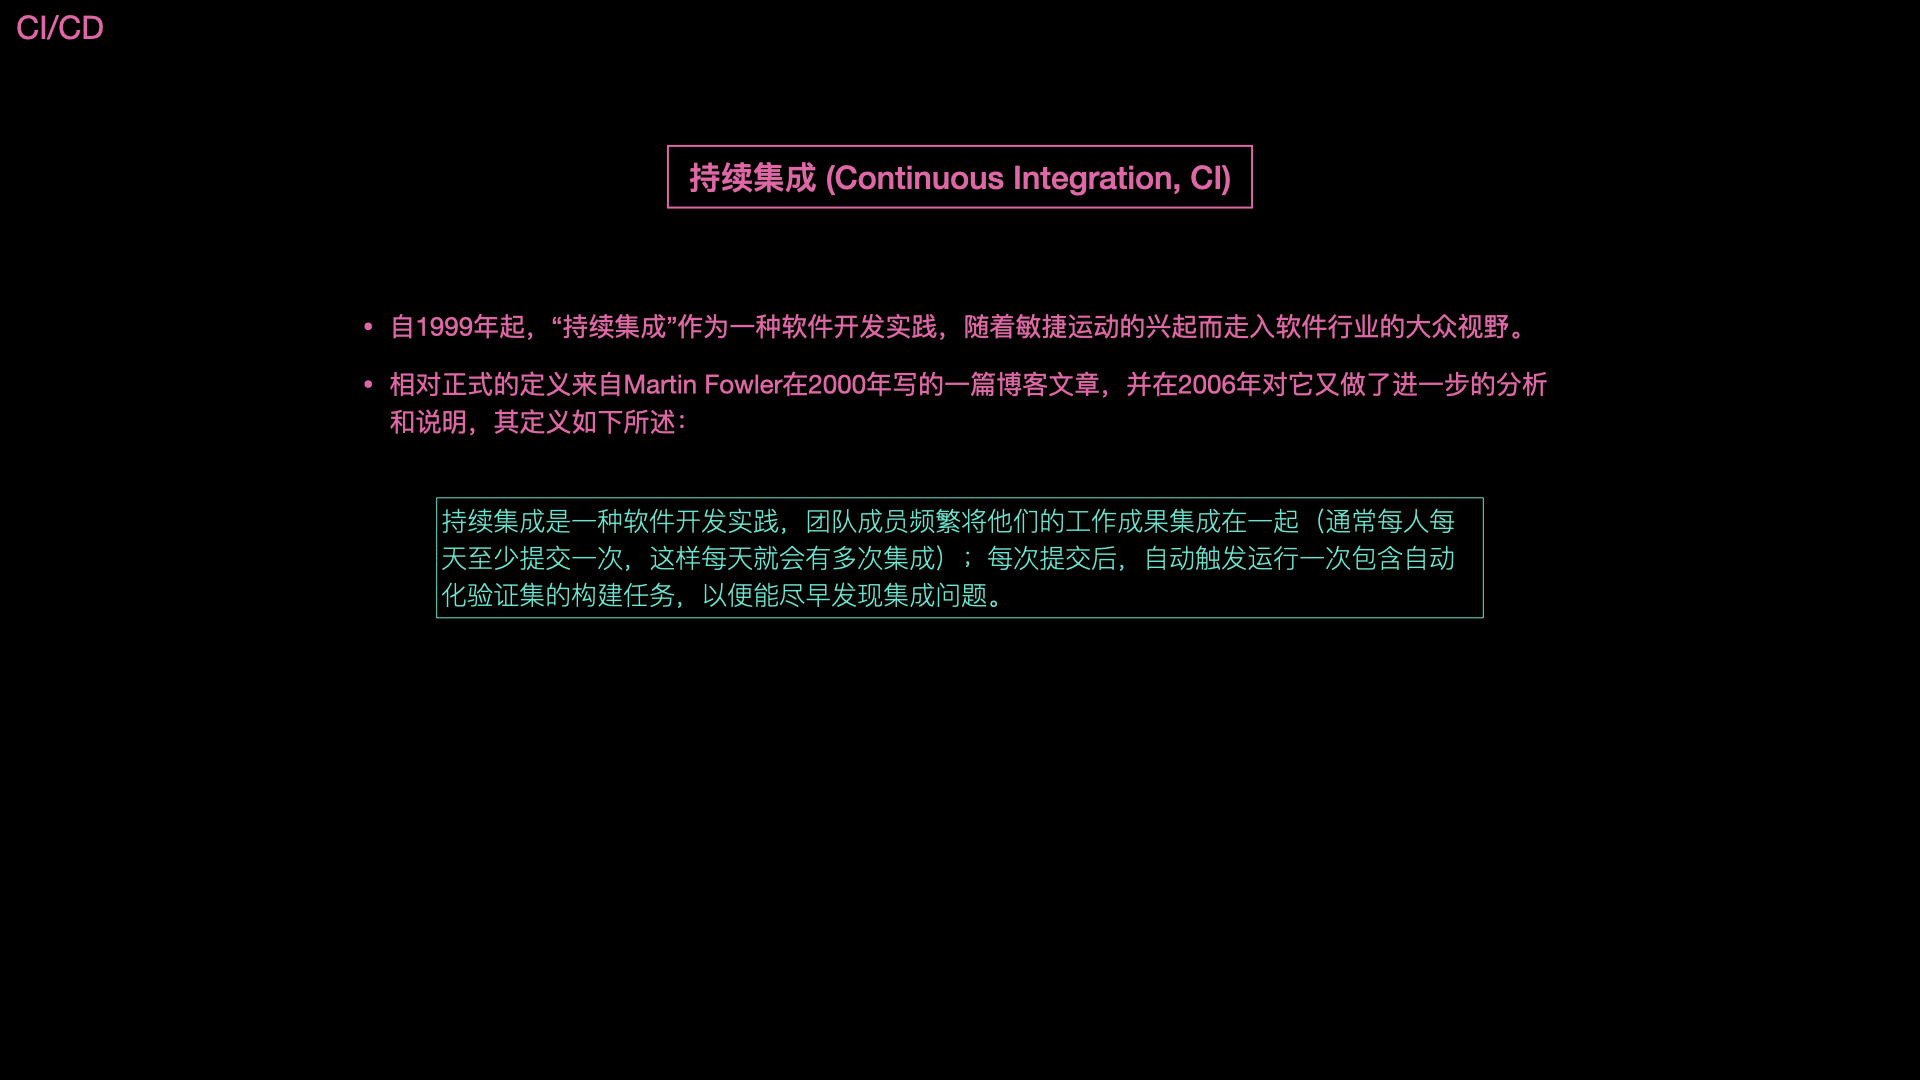 CI/CD
持续集成 (Continuous Integration, CI)
• 自1999年起，“持续集成”作为一种软件开发实践，随着敏捷运动的兴起而走入软件行业的大众视野。
• 相对正式的定义来自Martin Fowler在2000年写的一篇博客文章，并在2006年对它又做了进一步的分析
和说明，其定义如下所述：
持续集成是一种软件开发实践，团队成员频繁将他们的工作成果集成在一起（通常每人每
天至少提交一次，这样每天就会有多次集成）；每次提交后，自动触发运行一次包含自动
化验证集的构建任务，以便能尽早发现集成问题。